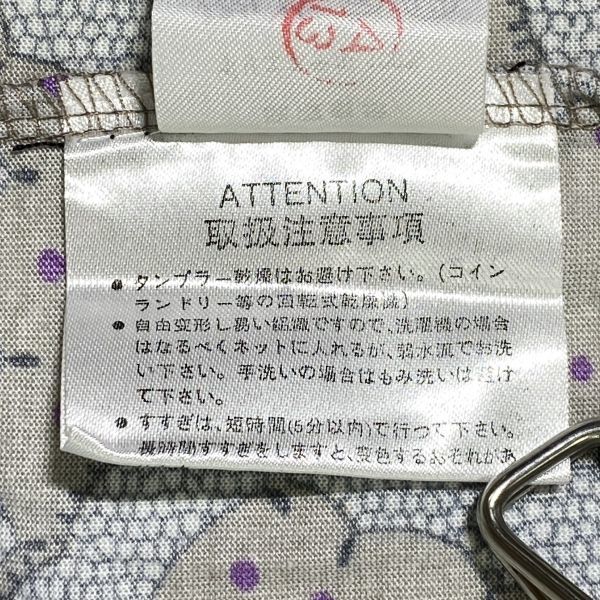 A13
ATTENTION
取扱注意事項
● タンブラー乾燥はお避け下さい。(コイン
ランドリー等の回転式乾燥機)
● 自由変形し易い組織ですので、洗濯機の場合
はなるべくネットに入れるが、弱水流でお洗
い下さい。手洗いの場合はもみ洗いは避け
て下さい。
● すすぎは、短時間(5分以内)で行って下さい。
長時間すすぎをしますと、変色するおそれがあ